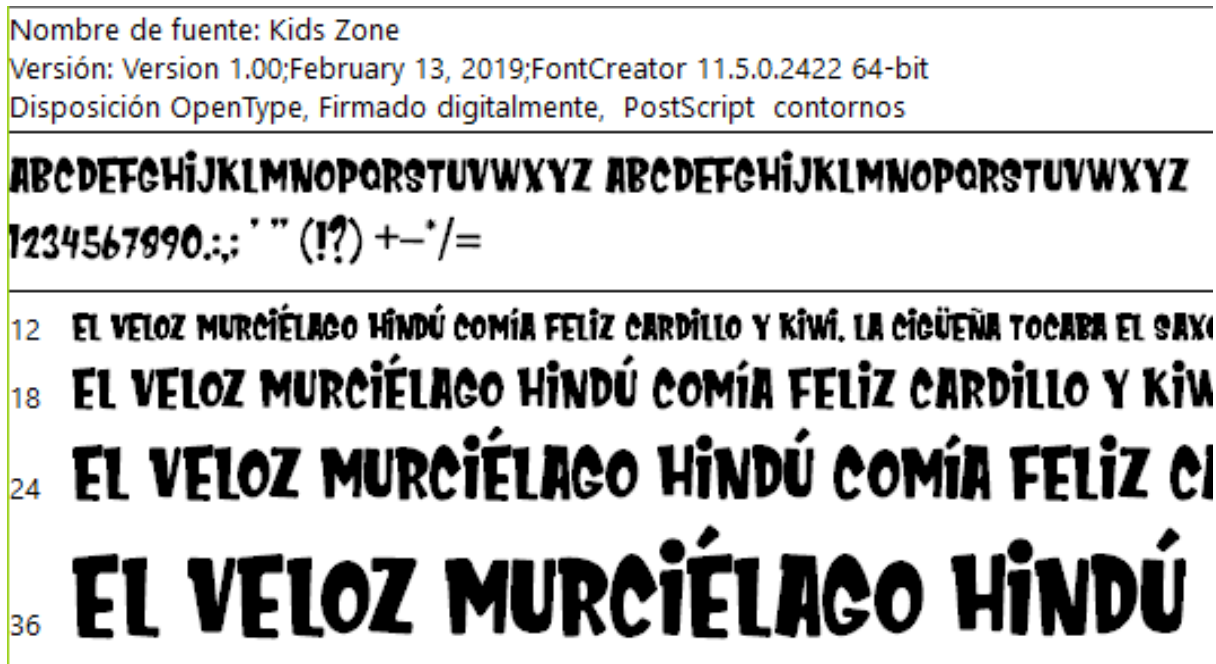 Nombre de fuente: Kids Zone
Versión: Version 1.00;February 13, 2019;FontCreator 11.5.0.2422 64-bit
Disposición OpenType, Firmado digitalmente, PostScript contornos
ABCDEFGHiJKLMNOPQRSTUVWXYZ ABCDEFGHiJKLMNOPQRSTUVWXYZ
1234567890.:,; ' " (!?) +-*/=
12 EL VELOZ MURCiÉLAGO HiNDÚ COMÍA FELiZ CARDiLLO Y KiWi. LA CiGÜEÑA TOCABA EL
18 EL VELOZ MURCiÉLAGO HiNDÚ COMÍA FELiZ CARDiLLO Y
24 EL VELOZ MURCiÉLAGO HiNDÚ COMÍA FELiZ
36 EL VELOZ MURCiÉLAGO HiNDÚ